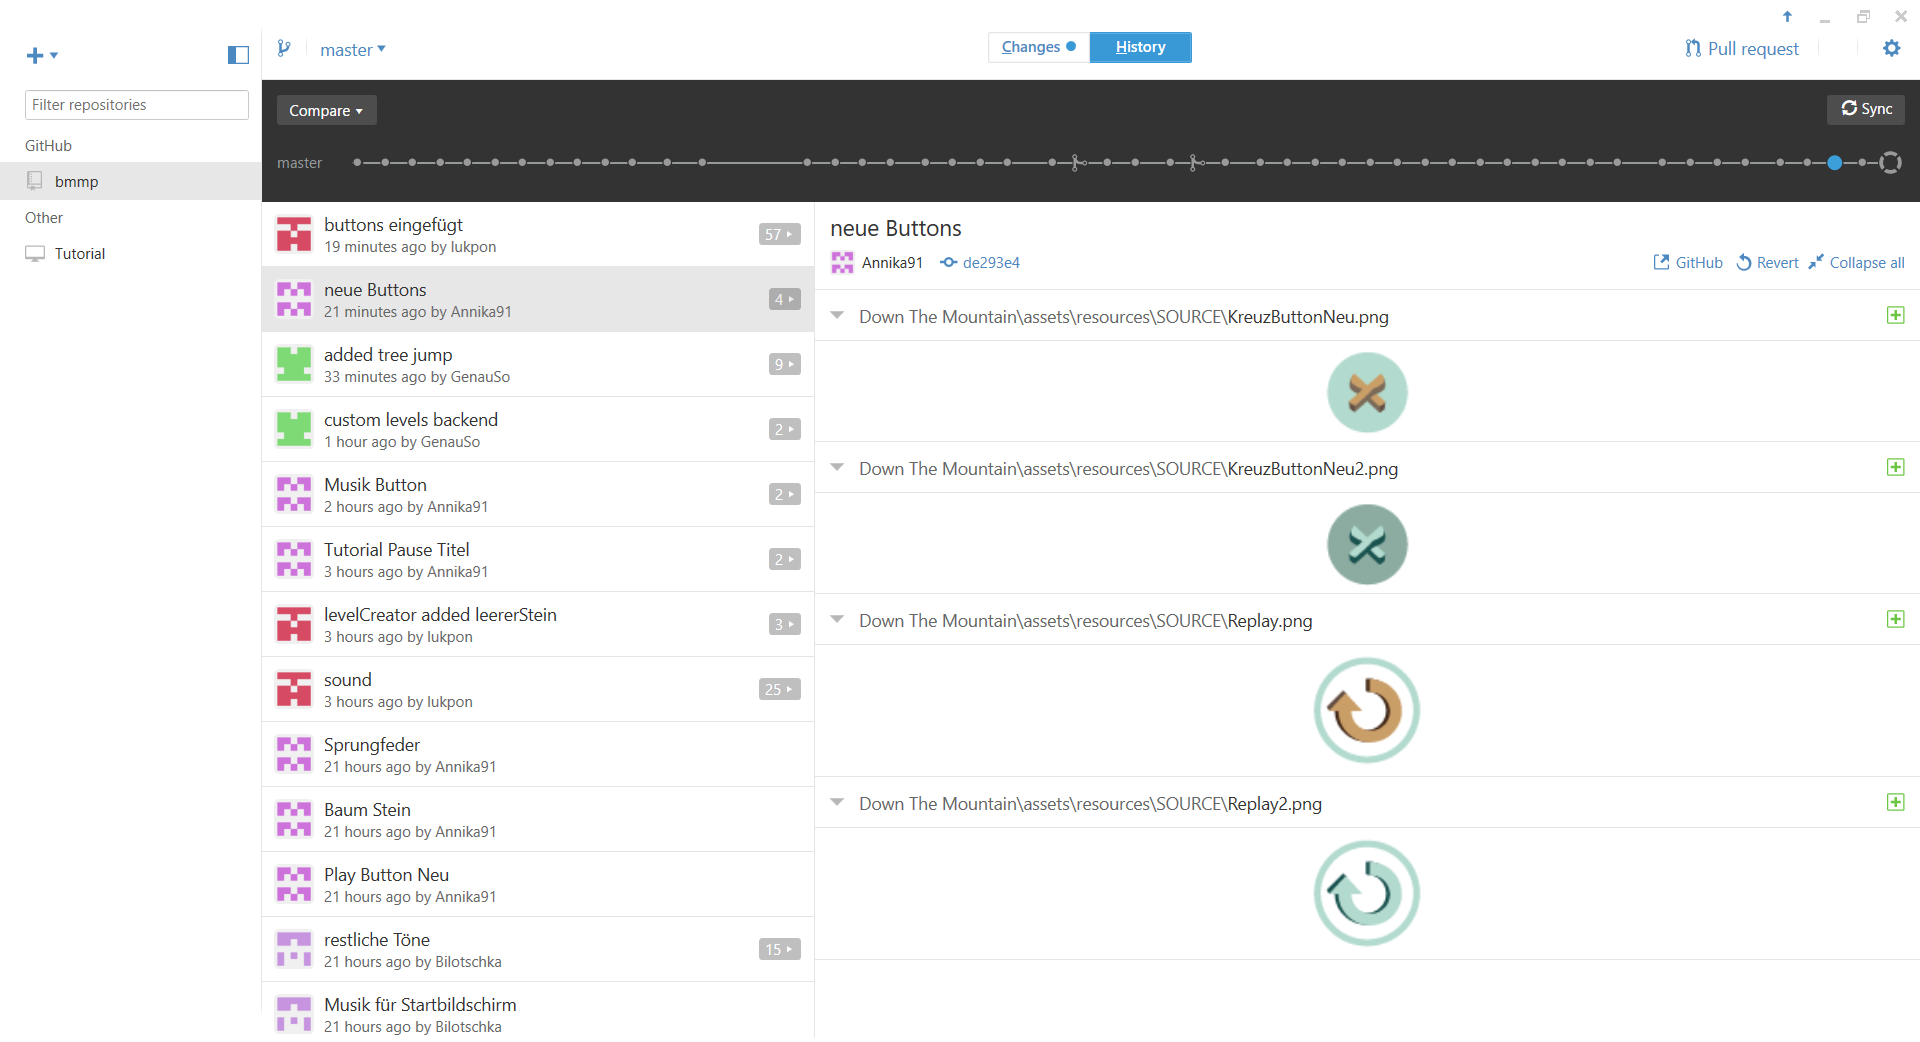 master
Changes
History
Pull request
Filter repositories
GitHub
bmmp
Other
Tutorial
Compare
Sync
master
buttons eingefügt
19 minutes ago by lukpon
57
neue Buttons
21 minutes ago by Annika91
4
added tree jump
33 minutes ago by GenauSo
9
custom levels backend
1 hour ago by GenauSo
2
Musik Button
2 hours ago by Annika91
2
Tutorial Pause Titel
3 hours ago by Annika91
2
levelCreator added leererStein
3 hours ago by lukpon
3
sound
3 hours ago by lukpon
25
Sprungfeder
21 hours ago by Annika91
Baum Stein
21 hours ago by Annika91
Play Button Neu
21 hours ago by Annika91
restliche Töne
21 hours ago by Bilotschka
15
Musik für Startbildschirm
21 hours ago by Bilotschka
neue Buttons
Annika91 de293e4
GitHub Revert Collapse all
Down The Mountain\assets\resources\SOURCE\KreuzButtonNeu.png
Down The Mountain\assets\resources\SOURCE\KreuzButtonNeu2.png
Down The Mountain\assets\resources\SOURCE\Replay.png
Down The Mountain\assets\resources\SOURCE\Replay2.png